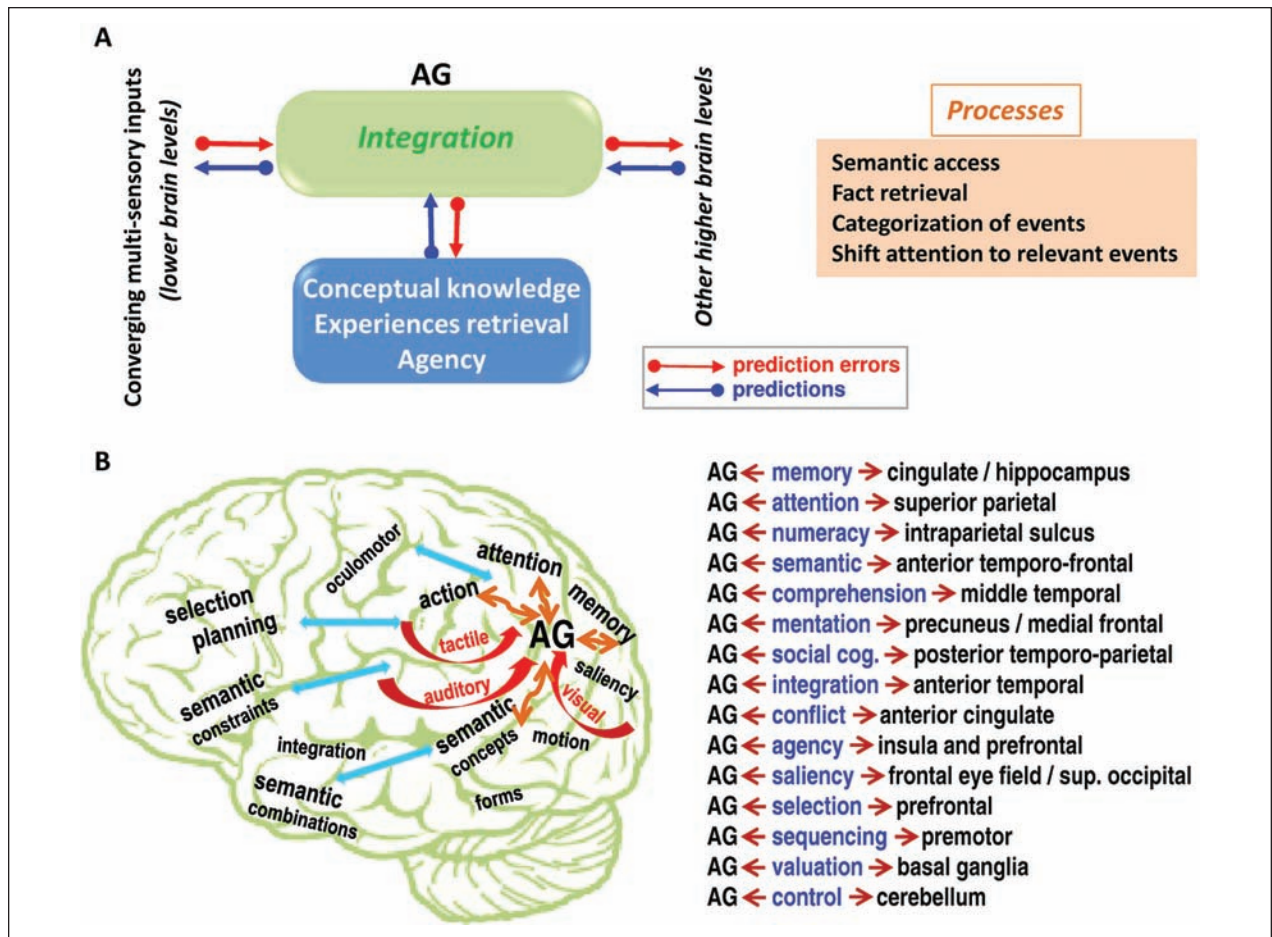 A
AG
Converging multi-sensory inputs
(lower brain levels)
Integration
Conceptual knowledge
Experiences retrieval
Agency
Other higher brain levels
Processes
Semantic access
Fact retrieval
Categorization of events
Shift attention to relevant events
prediction errors
predictions
B
oculomotor
attention
action
memory
selection
planning
AG
tactile
saliency
auditory
visual
semantic
constraints
semantic
concepts
motion
integration
semantic
combinations
forms
AG ← memory → cingulate / hippocampus
AG ← attention → superior parietal
AG ← numeracy → intraparietal sulcus
AG ← semantic → anterior temporo-frontal
AG ← comprehension → middle temporal
AG ← mentation → precuneus / medial frontal
AG ← social cog. → posterior temporo-parietal
AG ← integration → anterior temporal
AG ← conflict → anterior cingulate
AG ← agency → insula and prefrontal
AG ← saliency → frontal eye field / sup. occipital
AG ← selection → prefrontal
AG ← sequencing → premotor
AG ← valuation → basal ganglia
AG ← control → cerebellum